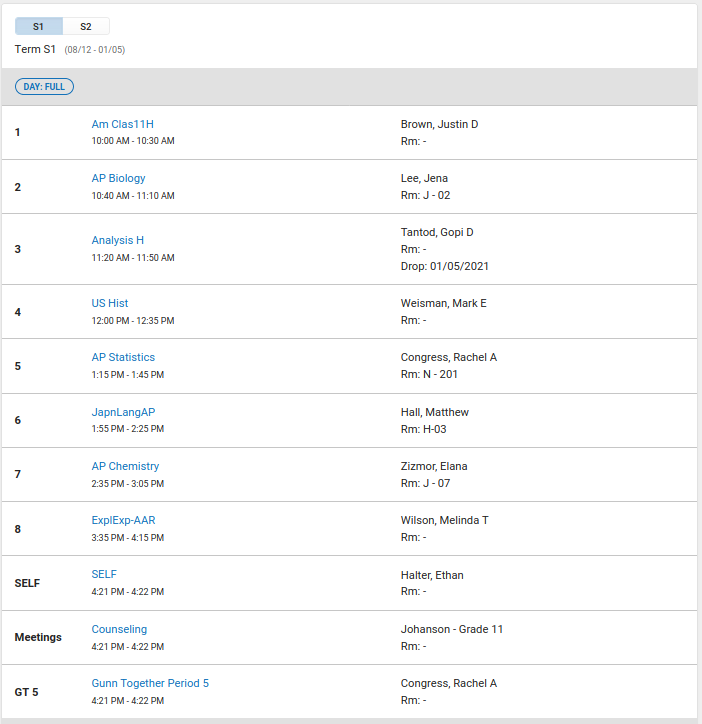 S1 S2
Term S1 (08/12 - 01/05)
DAY: FULL
1 Am Clas11H Brown, Justin D
10:00 AM - 10:30 AM Rm: -
2 AP Biology Lee, Jena
10:40 AM - 11:10 AM Rm: J - 02
Tantod, Gopi D
3 Analysis H Rm: -
11:20 AM - 11:50 AM Drop: 01/05/2021
4 US Hist Weisman, Mark E
12:00 PM - 12:35 PM Rm: -
5 AP Statistics Congress, Rachel A
1:15 PM - 1:45 PM Rm: N - 201
6 JapnLangAP Hall, Matthew
1:55 PM - 2:25 PM Rm: H-03
7 AP Chemistry Zizmor, Elana
2:35 PM - 3:05 PM Rm: J - 07
8 ExplExp-AAR Wilson, Melinda T
3:35 PM - 4:15 PM Rm: -
SELF SELF Halter, Ethan
4:21 PM - 4:22 PM Rm: -
Meetings Counseling Johanson - Grade 11
4:21 PM - 4:22 PM Rm: -
GT 5 Gunn Together Period 5 Congress, Rachel A
4:21 PM - 4:22 PM Rm: -